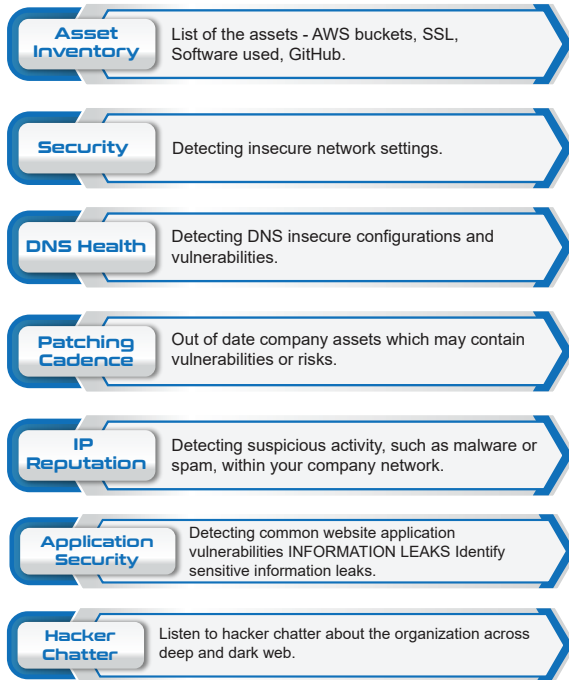 Asset
Inventory
List of the assets - AWS buckets, SSL,
Software used, GitHub.
Security
Detecting insecure network settings.
DNS Health
Detecting DNS insecure configurations and
vulnerabilities.
Patching
Cadence
Out of date company assets which may contain
vulnerabilities or risks.
IP
Reputation
Detecting suspicious activity, such as malware or
spam, within your company network.
Application
Security
Detecting common website application
vulnerabilities INFORMATION LEAKS Identify
sensitive information leaks.
Hacker
Chatter
Listen to hacker chatter about the organization across
deep and dark web.